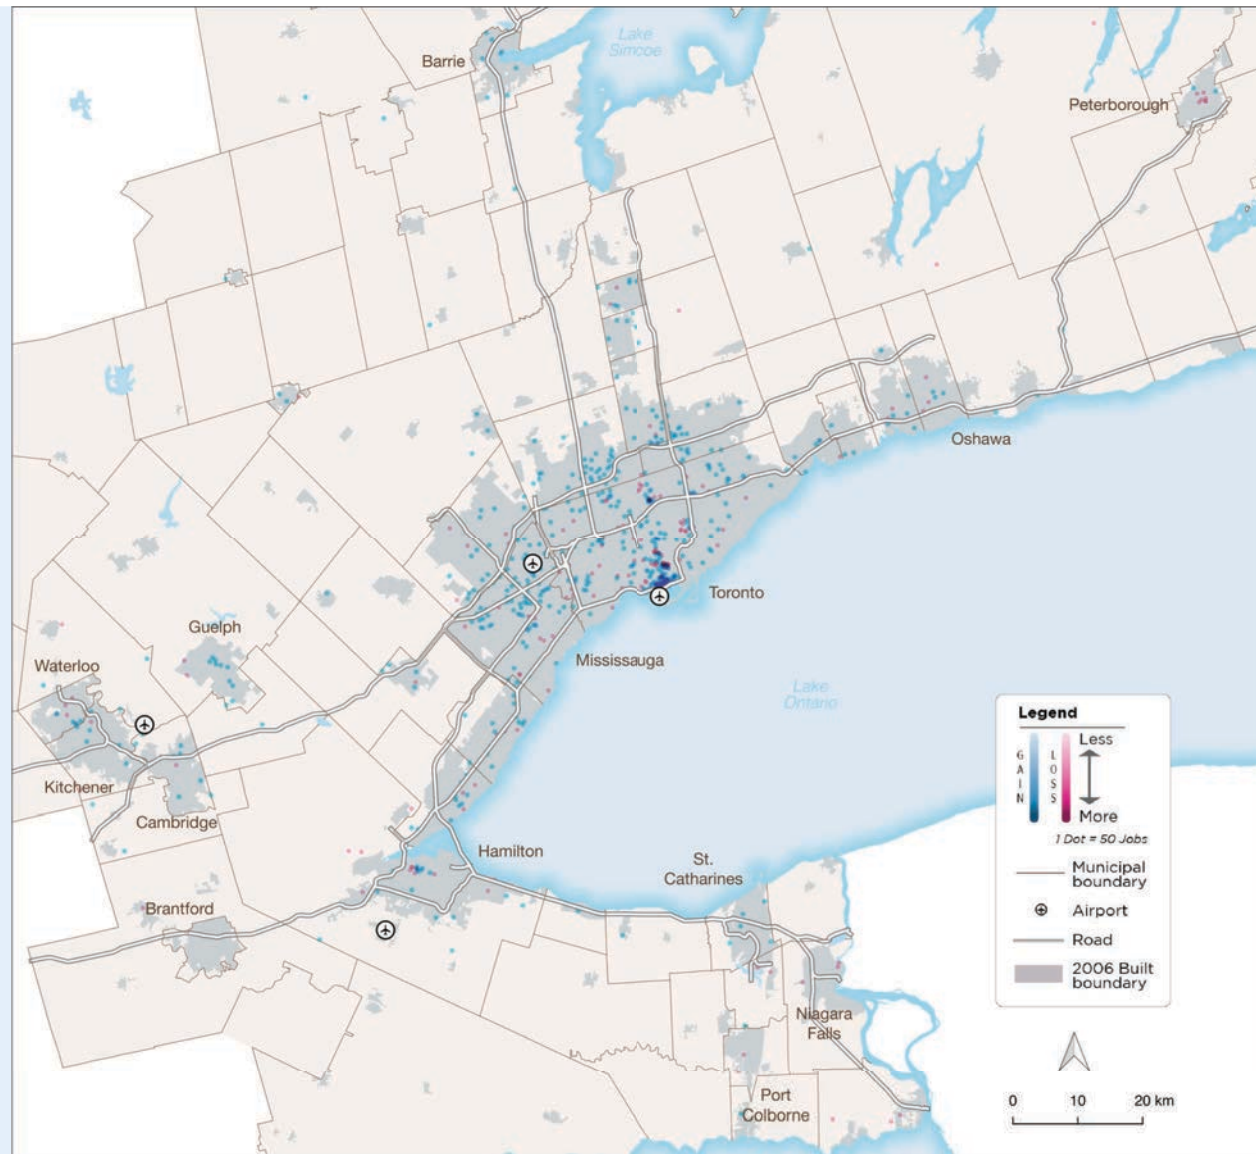 Lake
Simcoe
Barrie
Peterborough
Oshawa
Toronto
Guelph
Mississauga
Waterloo
Lake
Ontario
Kitchener
Cambridge
Hamilton
St.
Catharines
Brantford
Niagara
Falls
Port
Colborne
Legend
GAIN
LOSS
Less
More
1 Dot = 50 Jobs
Municipal
boundary
Airport
Road
2006 Built
boundary
0 10 20 km